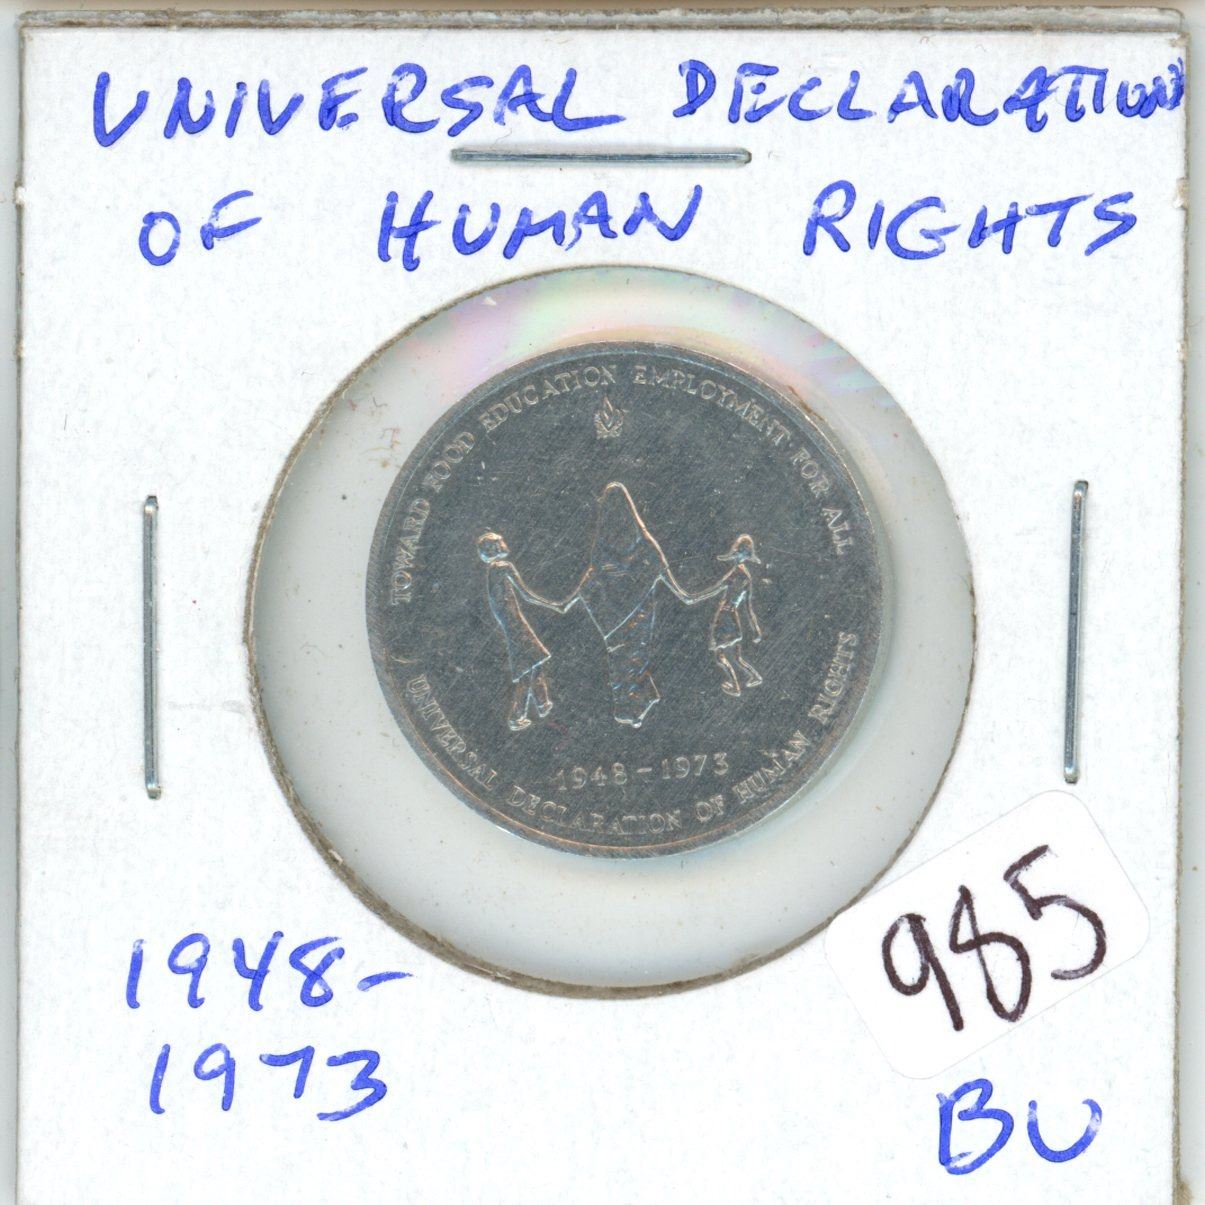 UNIVERSAL DECLARATION
OF HUMAN RIGHTS
TOWARD FOOD EDUCATION EMPLOYMENT FOR ALL
1948-1973
UNIVERSAL DECLARATION OF HUMAN RIGHTS
1948-
1973
985
BU